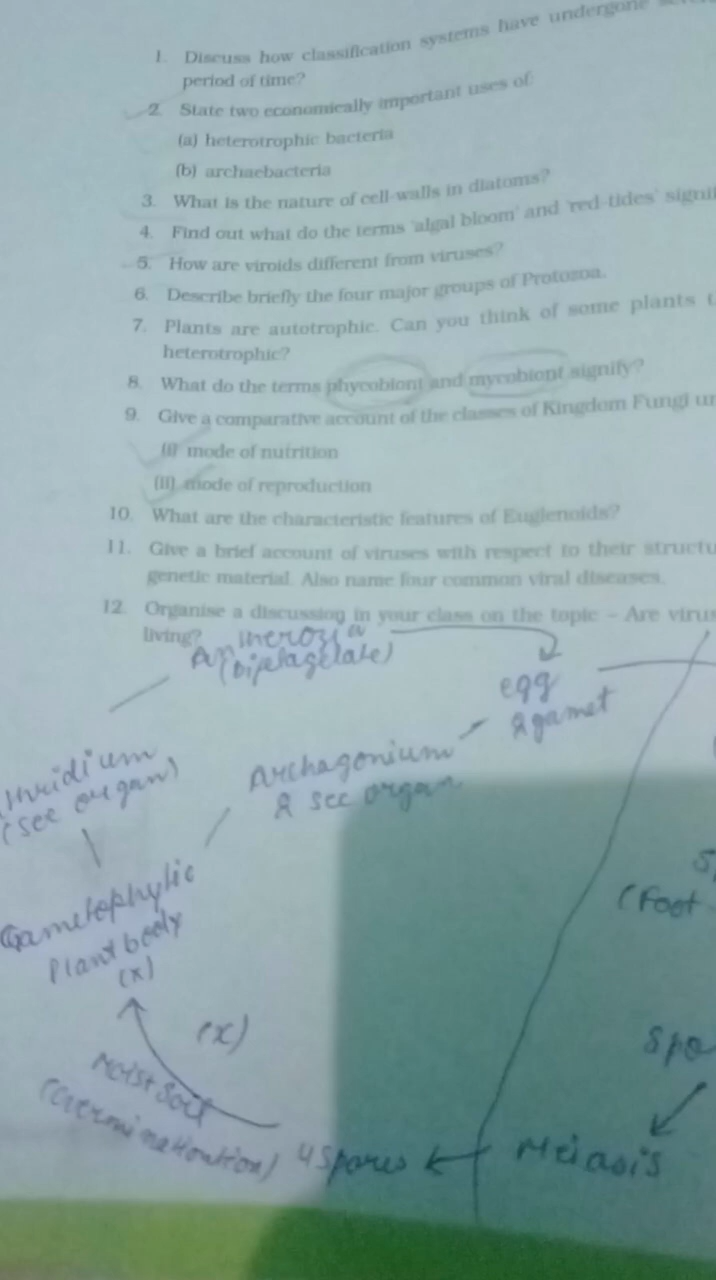 1. Discuss how classification systems have undergone
period of time?
2. State two economically important uses of:
(a) heterotrophic bacteria
(b) archaebacteria
3. What is the nature of cell-walls in diatoms?
4. Find out what do the terms 'algal bloom' and 'red-tides'
5. How are viroids different from viruses?
6. Describe briefly the four major groups of Protozoa.
7. Plants are autotrophic. Can you think of some plants
heterotrophic?
8. What do the terms phycobiont and mycobiont signify?
9. Give a comparative account of the classes of Kingdom Fungi
(i) mode of nutrition
(ii) mode of reproduction
10. What are the characteristic features of Euglenoids?
11. Give a brief account of viruses with respect to their
genetic material. Also name four common viral diseases.
12. Organise a discussion in your class on the topic – Are
living?
egg
♀gamet
Archagonium
♀ sec organ
(sec organ)
Gametophylic
Plant body
(x)
(x)
(Foot
Moist Soil
4 Spores
Meiasis